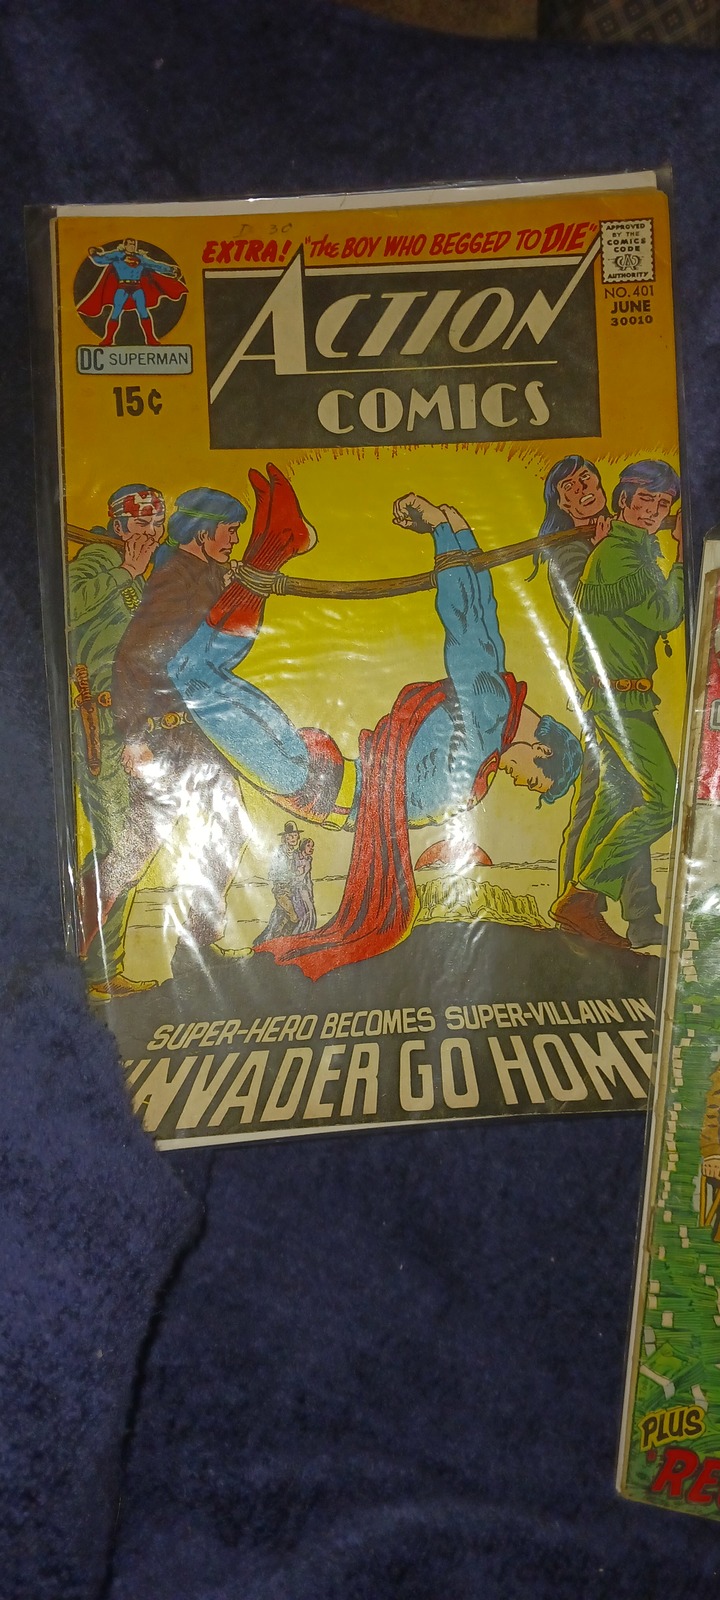 D 30
EXTRA! "THE BOY WHO BEGGED TO DIE"
APPROVED
BY THE
COMICS
CODE
AUTHORITY
NO. 401
JUNE
30010
DC SUPERMAN
15¢
ACTION
COMICS
SUPER-HERO BECOMES SUPER-VILLAIN IN
"INVADER GO HOME
PLUS